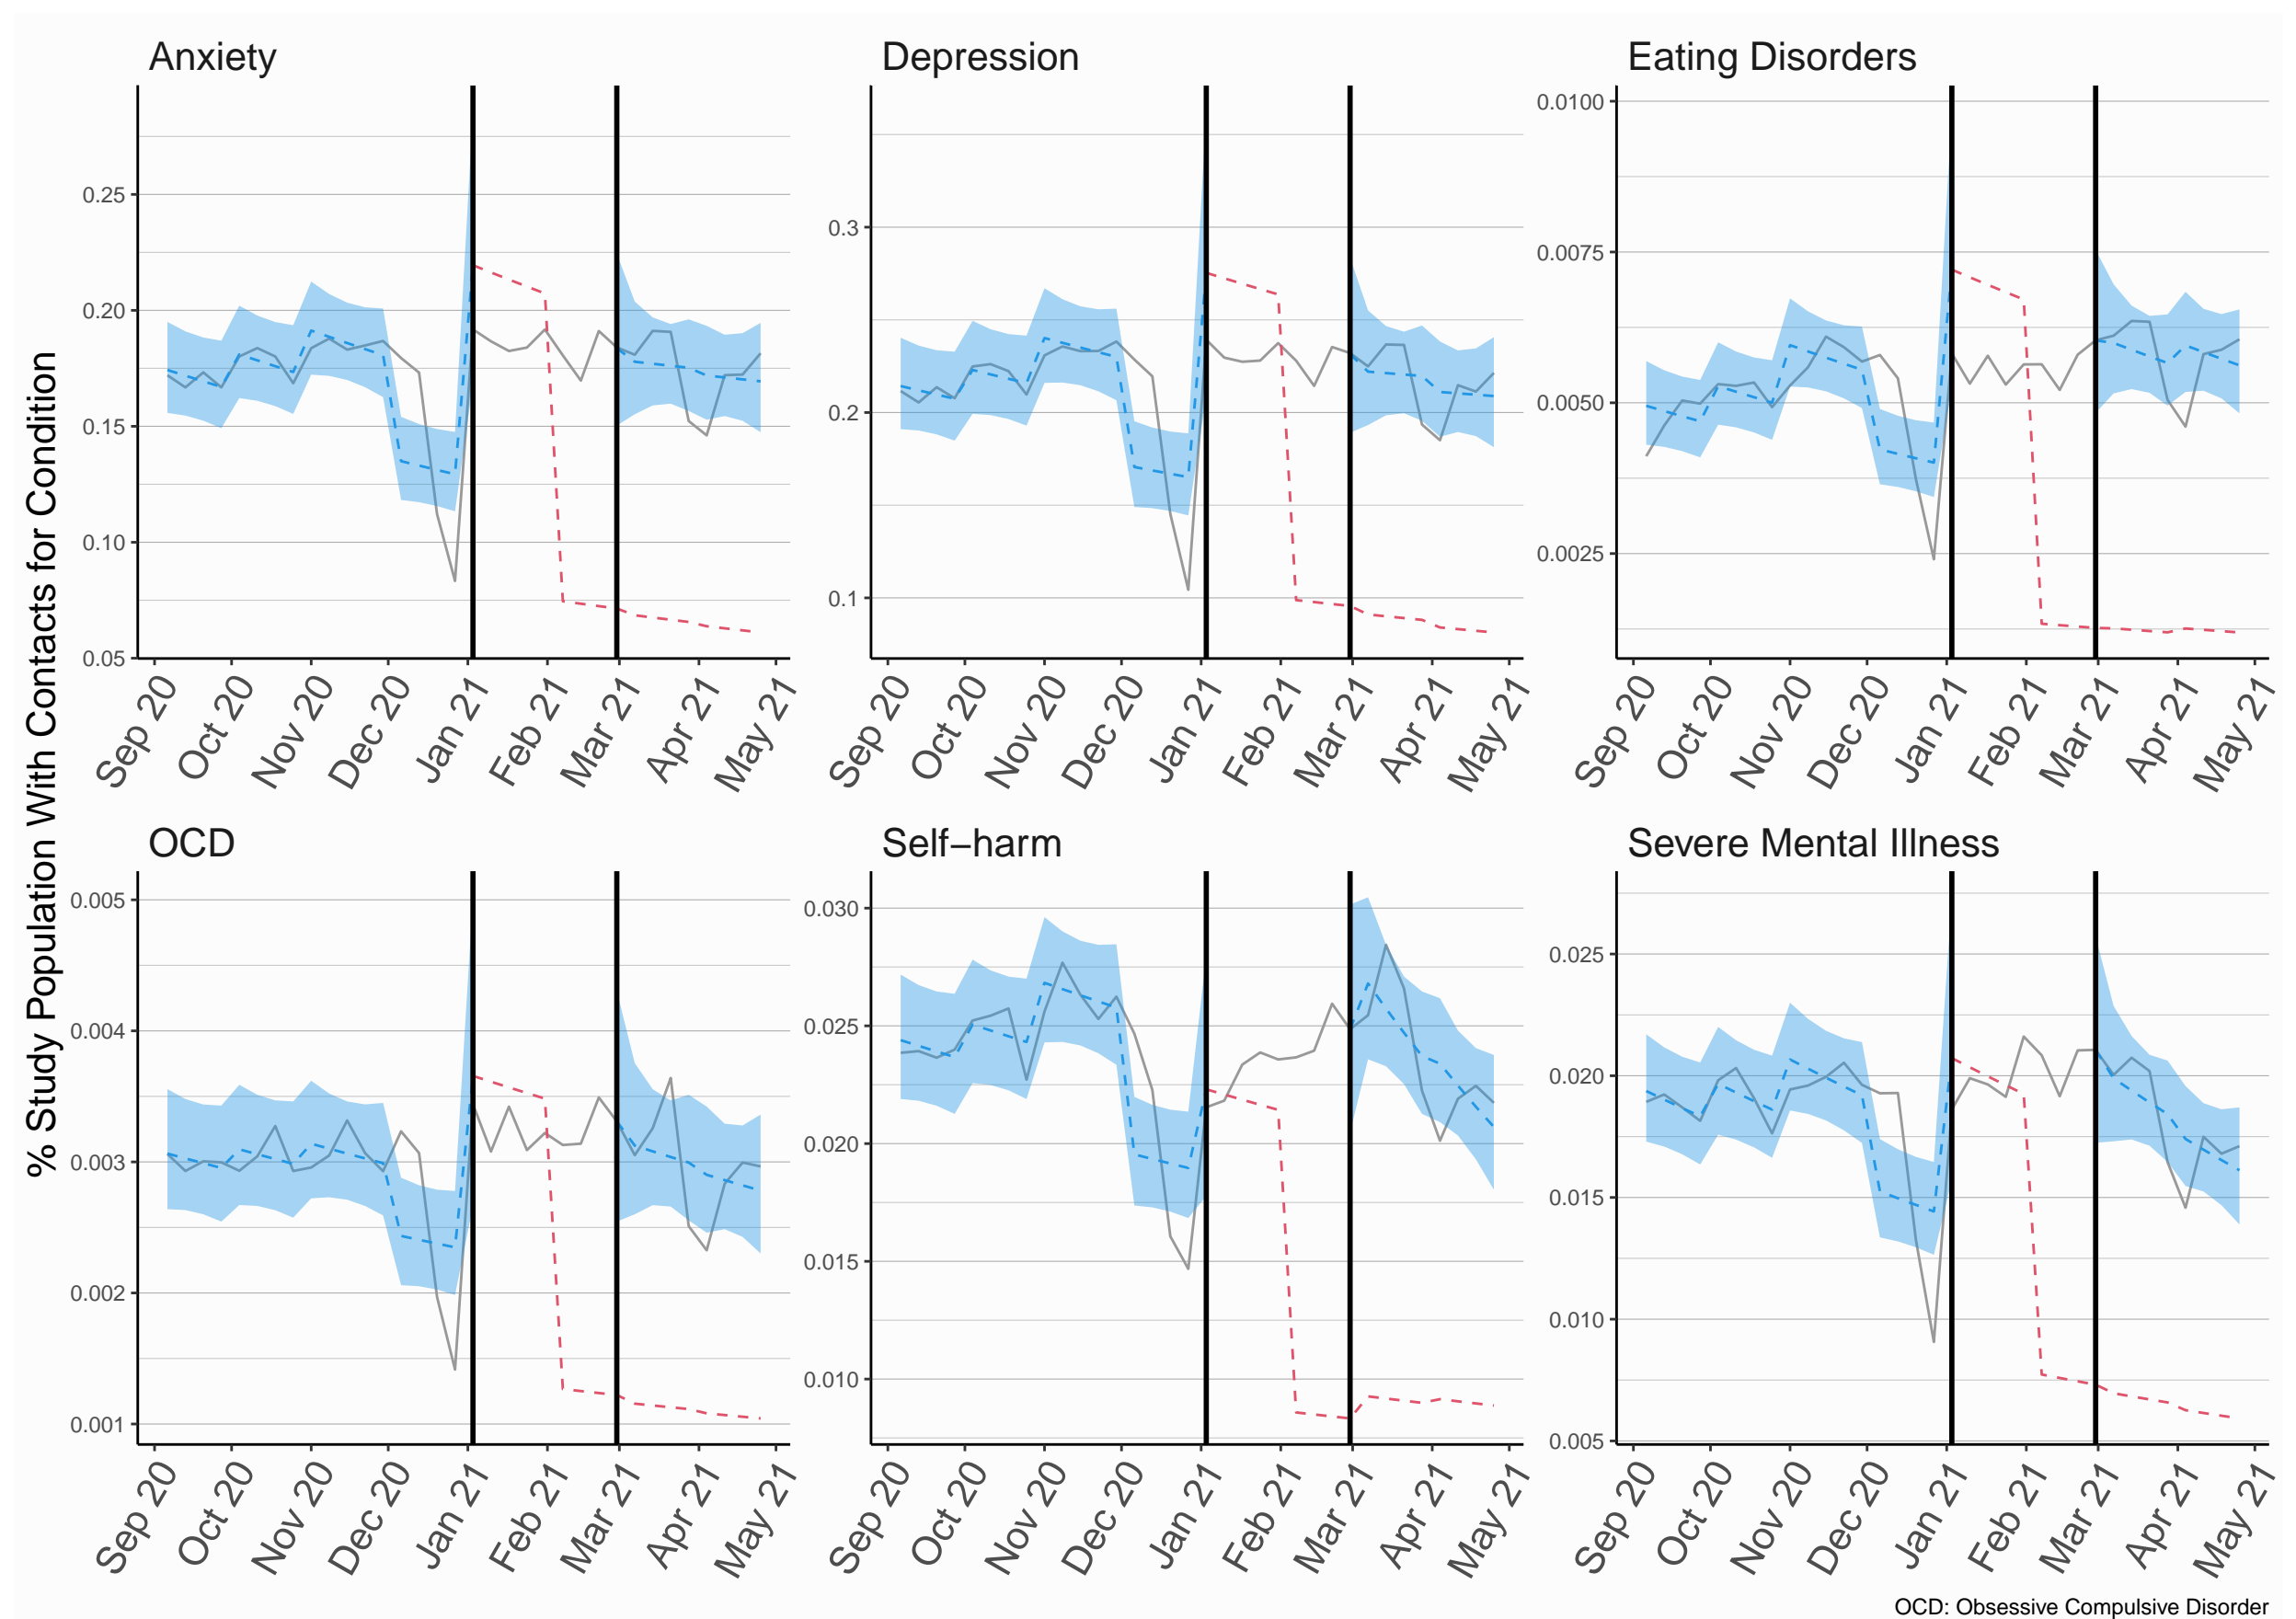 Anxiety
Depression
Eating Disorders
% Study Population With Contacts for Condition
0.25
0.20
0.15
0.10
0.05
Sep 20
Oct 20
Nov 20
Dec 20
Jan 21
Feb 21
Mar 21
Apr 21
May 21
0.3
0.2
0.1
Sep 20
Oct 20
Nov 20
Dec 20
Jan 21
Feb 21
Mar 21
Apr 21
May 21
0.0100
0.0075
0.0050
0.0025
Sep 20
Oct 20
Nov 20
Dec 20
Jan 21
Feb 21
Mar 21
Apr 21
May 21
OCD
Self−harm
Severe Mental Illness
0.005
0.004
0.003
0.002
0.001
Sep 20
Oct 20
Nov 20
Dec 20
Jan 21
Feb 21
Mar 21
Apr 21
May 21
0.030
0.025
0.020
0.015
0.010
Sep 20
Oct 20
Nov 20
Dec 20
Jan 21
Feb 21
Mar 21
Apr 21
May 21
0.025
0.020
0.015
0.010
0.005
Sep 20
Oct 20
Nov 20
Dec 20
Jan 21
Feb 21
Mar 21
Apr 21
May 21
OCD: Obsessive Compulsive Disorder